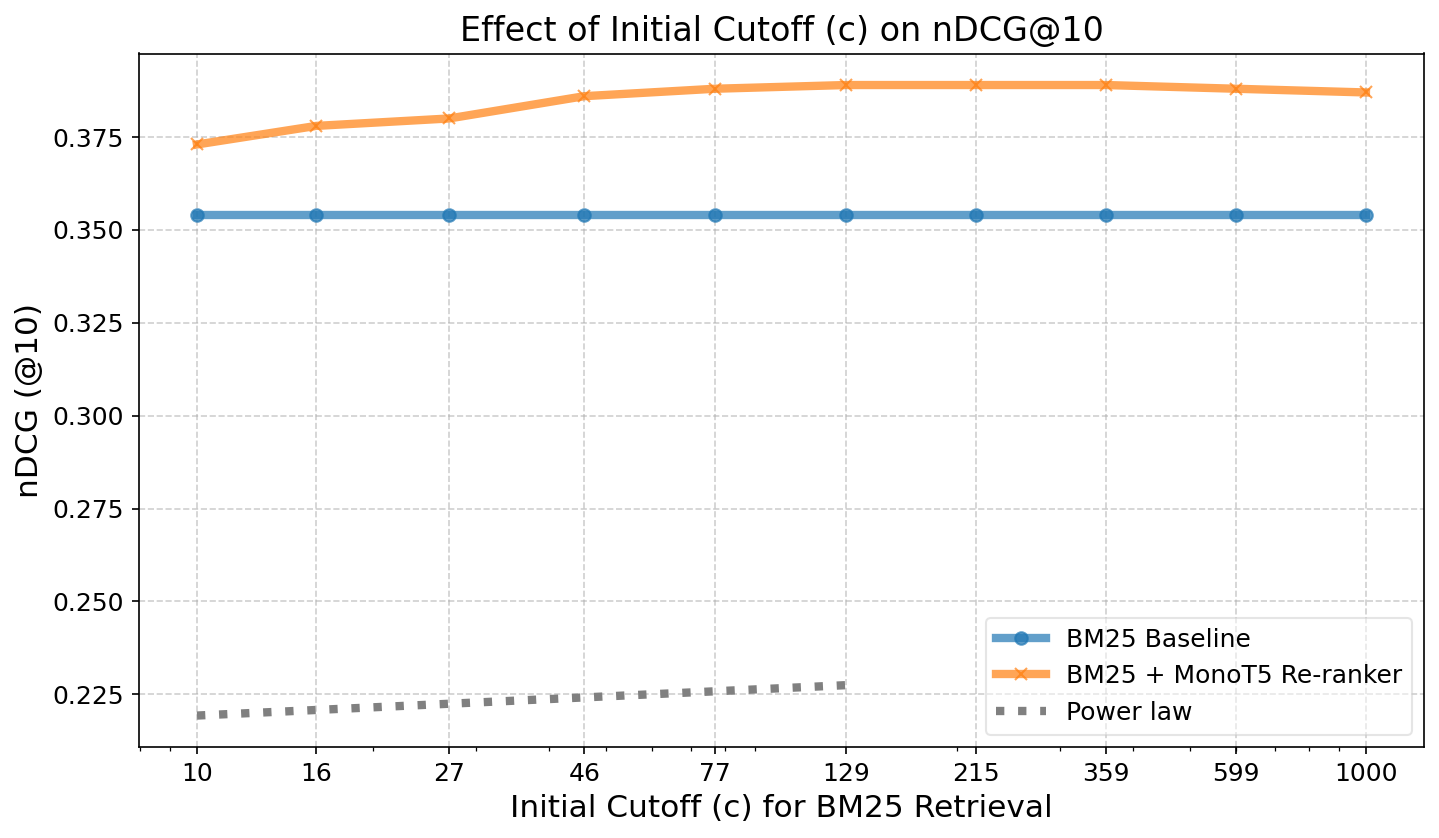 Effect of Initial Cutoff (c) on nDCG@10
nDCG (@10)
0.375
0.350
0.325
0.300
0.275
0.250
0.225
BM25 Baseline
BM25 + MonoT5 Re-ranker
Power law
10 16 27 46 77 129 215 359 599 1000
Initial Cutoff (c) for BM25 Retrieval